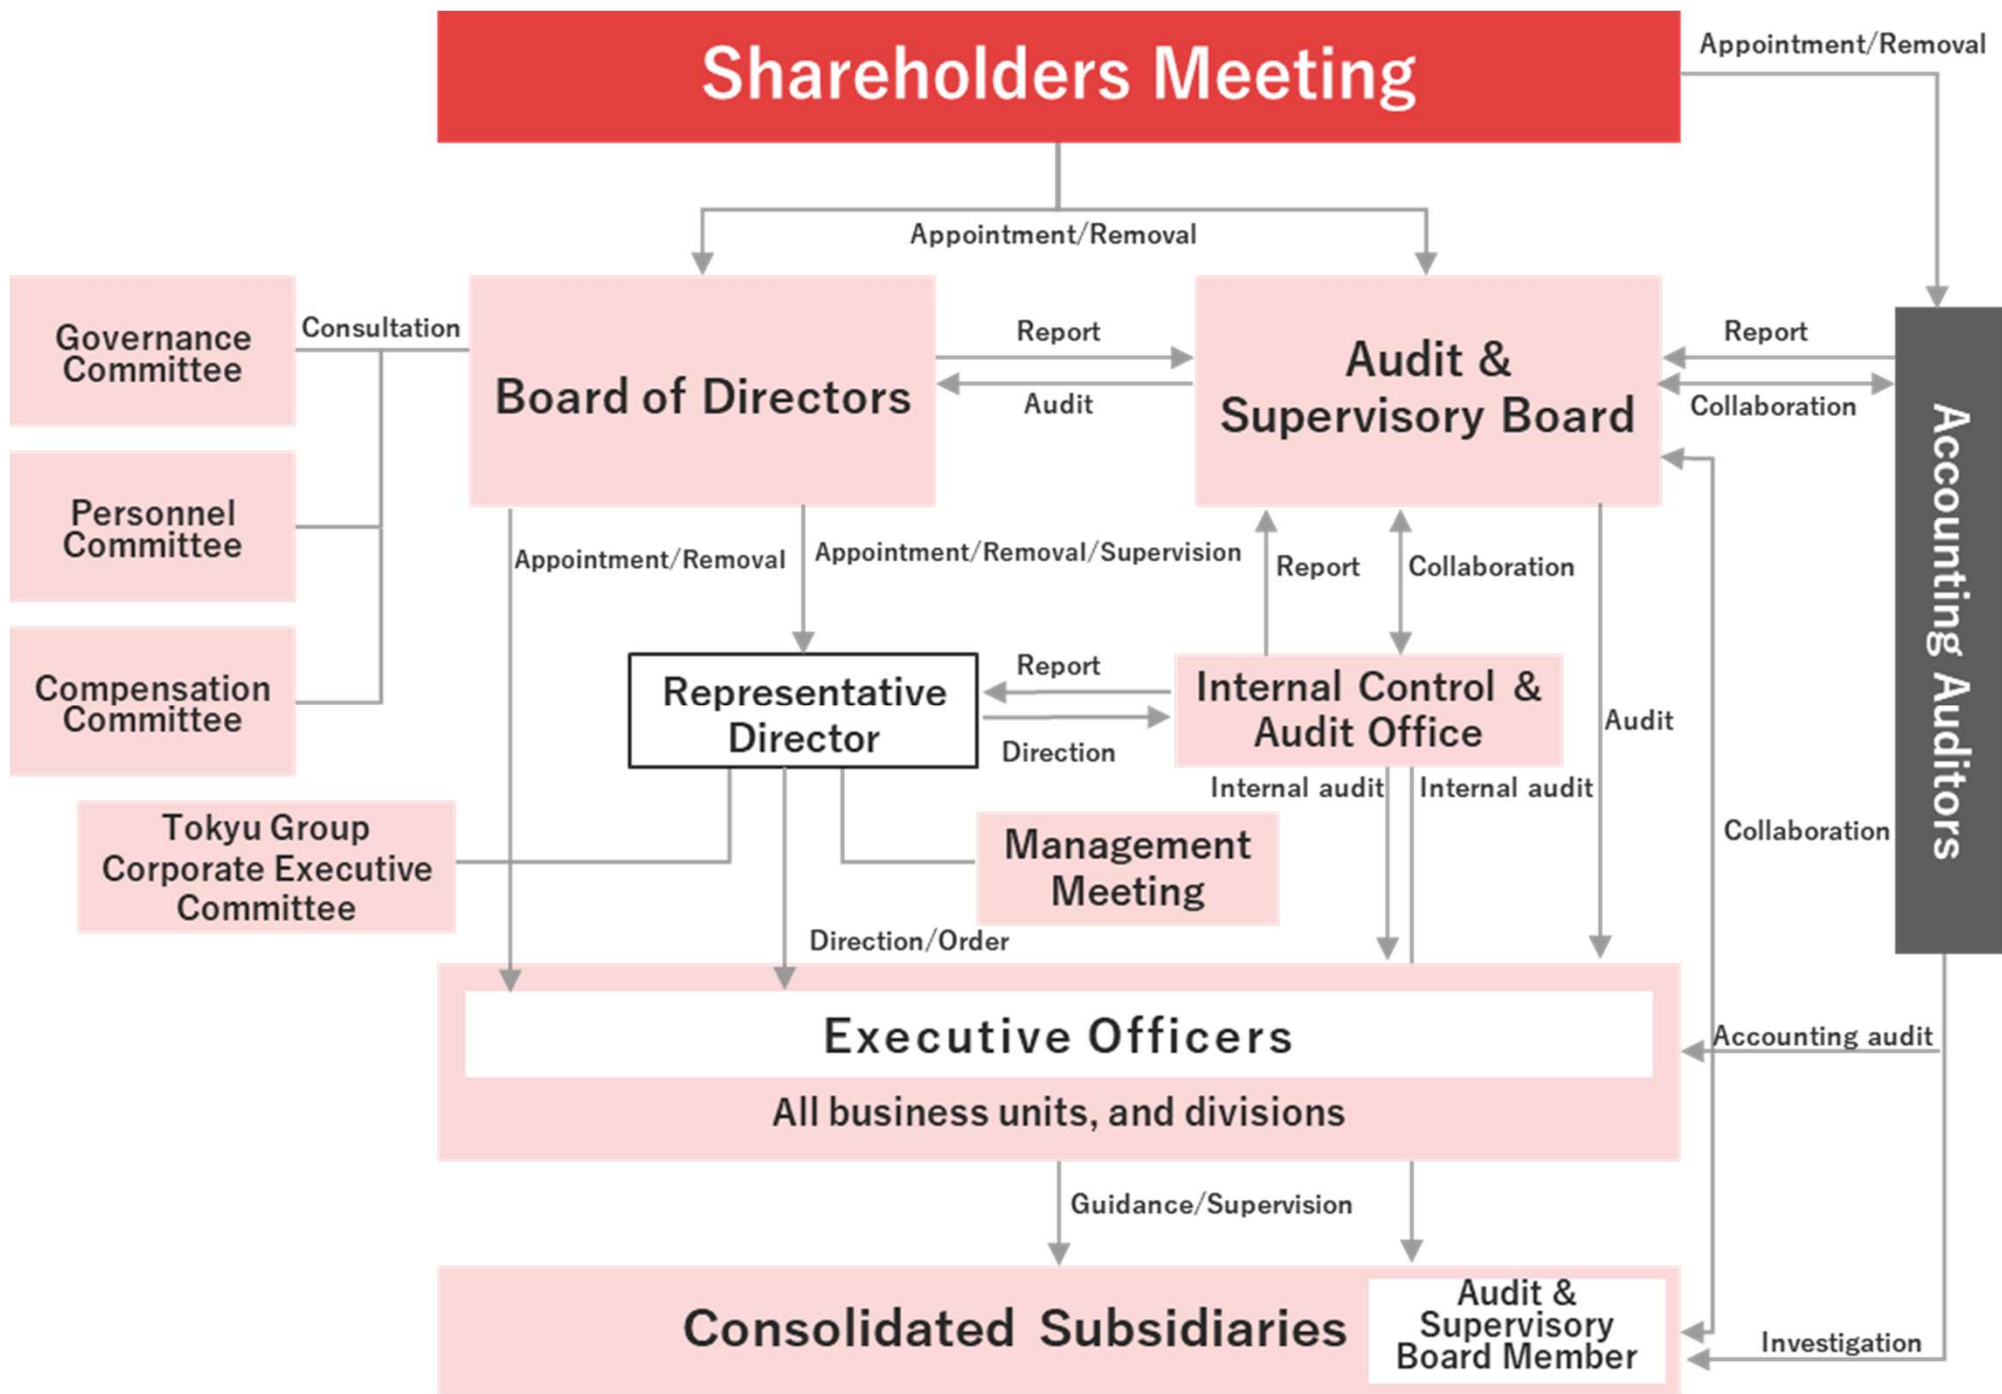 Shareholders Meeting
Appointment/Removal
Appointment/Removal
Governance
Committee
Consultation
Board of Directors
Report
Audit
Audit &
Supervisory Board
Report
Collaboration
Accounting Auditors
Personnel
Committee
Appointment/Removal
Appointment/Removal/Supervision
Report
Collaboration
Compensation
Committee
Representative
Director
Report
Direction
Internal Control &
Audit Office
Audit
Internal audit
Internal audit
Tokyu Group
Corporate Executive
Committee
Management
Meeting
Collaboration
Direction/Order
Executive Officers
Accounting audit
All business units, and divisions
Guidance/Supervision
Consolidated Subsidiaries
Audit &
Supervisory
Board Member
Investigation